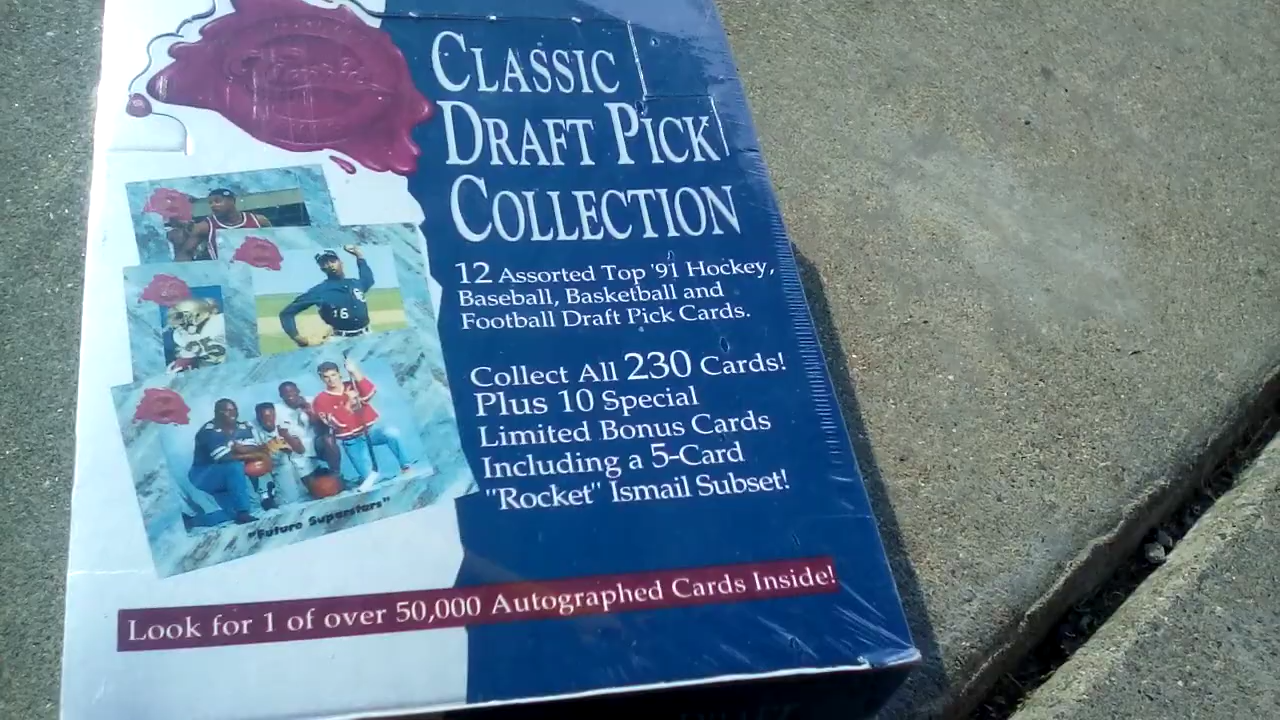 Classic
CLASSIC
DRAFT PICK
COLLECTION
12 Assorted Top '91 Hockey,
Baseball, Basketball and
Football Draft Pick Cards.
Collect All 230 Cards!
Plus 10 Special
Limited Bonus Cards
Including a 5-Card
"Rocket" Ismail Subset!
16
"Future Superstars"
Look for 1 of over 50,000 Autographed Cards Inside!